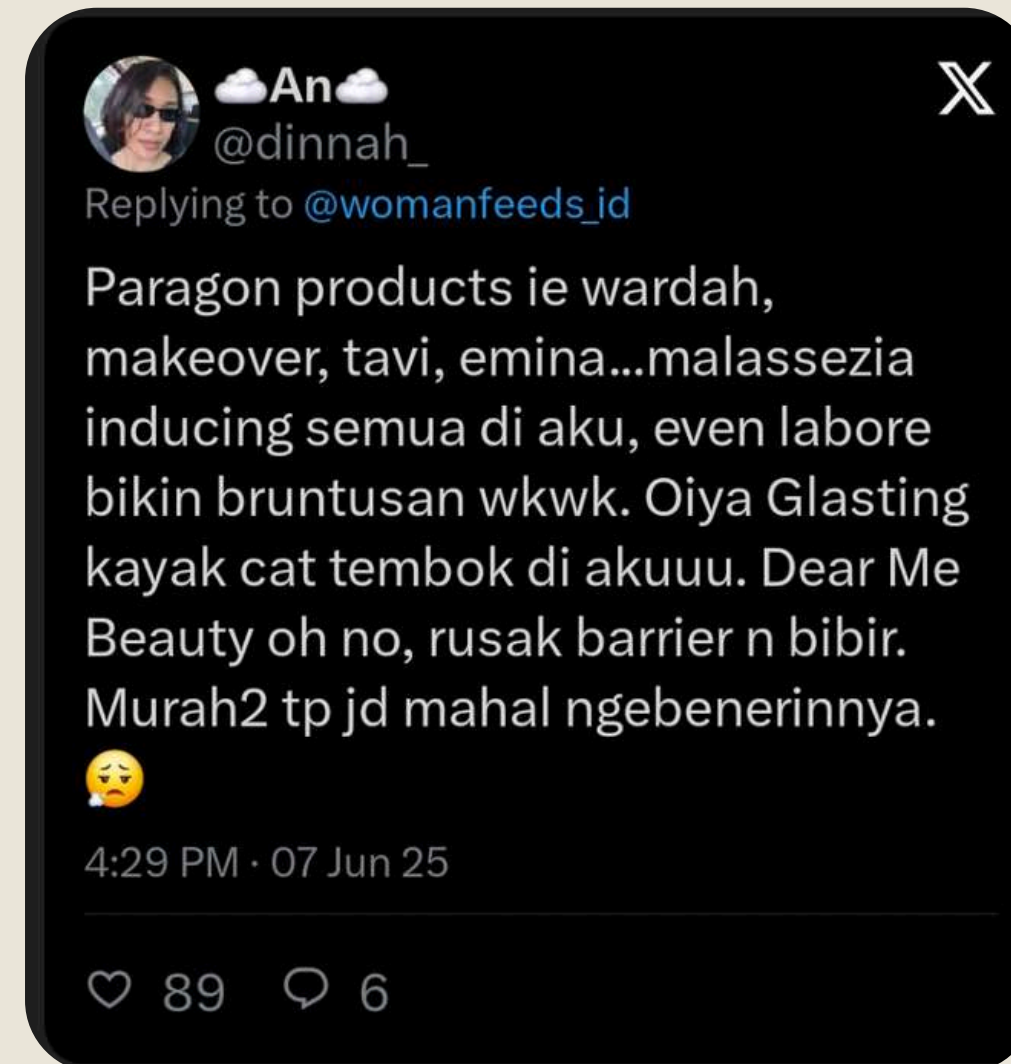 ☁️An☁️
@dinnah_
Replying to @womanfeeds_id
Paragon products ie wardah,
makeover, tavi, emina...malassezia
inducing semua di aku, even labore
bikin bruntusan wkwk. Oiya Glasting
kayak cat tembok di akuuu. Dear Me
Beauty oh no, rusak barrier n bibir.
Murah2 tp jd mahal ngebenerinnya.
😮‍💨
4:29 PM · 07 Jun 25
89 6